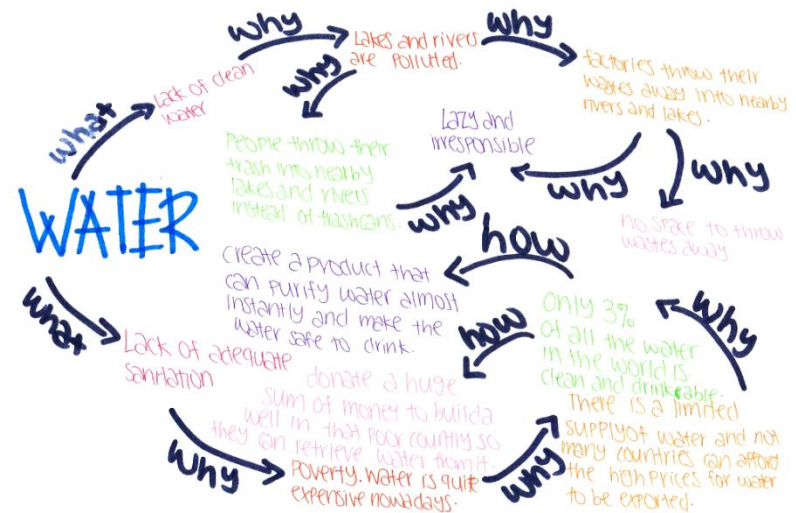 WATER
what
Lack of clean
water
why
Lakes and rivers
are polluted.
why
People throw their
trash into nearby
lakes and rivers
instead of trashcans.
why
Lazy and
irresponsible
why
factories throw their
wastes away into nearby
rivers and lakes.
why
why
no space to throw
wastes away
what
Lack of adequate
sanitation
why
Poverty. Water is quite
expensive nowadays.
why
There is a limited
supply of water and not
many countries can afford
the high prices for water
to be exported.
why
only 3%
of all the water
in the world is
clean and drinkable.
how
create a product that
can purify water almost
instantly and make the
water safe to drink.
how
donate a huge
sum of money to build a
well in that poor country so
they can retrieve water from it.